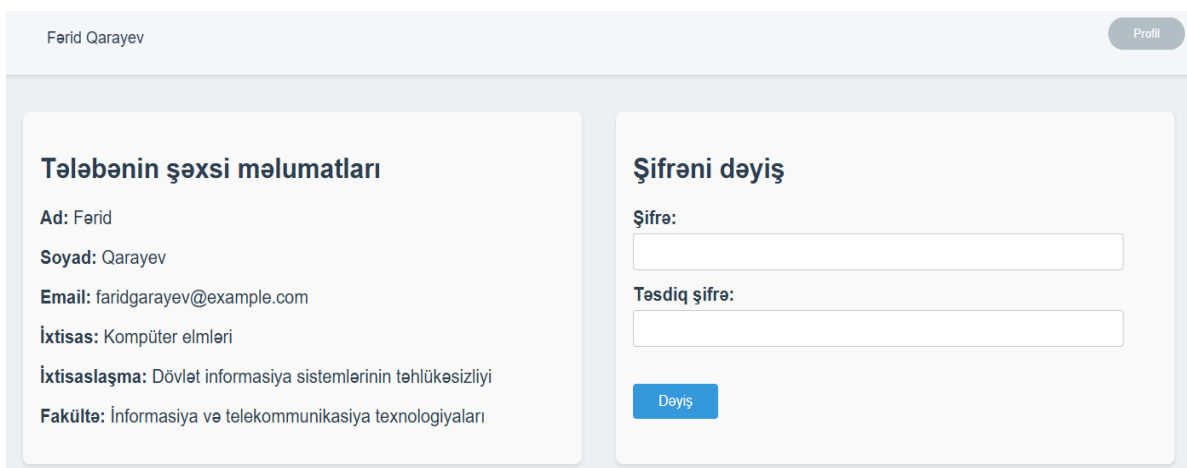 Fərid Qarayev
Profil
Tələbənin şəxsi məlumatları
Ad: Fərid
Soyad: Qarayev
Email: faridgarayev@example.com
İxtisas: Kompüter elmləri
İxtisaslaşma: Dövlət informasiya sistemlərinin təhlükəsizliyi
Fakültə: İnformasiya və telekommunikasiya texnologiyaları
Şifrəni dəyiş
Şifrə:
Təsdiq şifrə:
Dəyiş